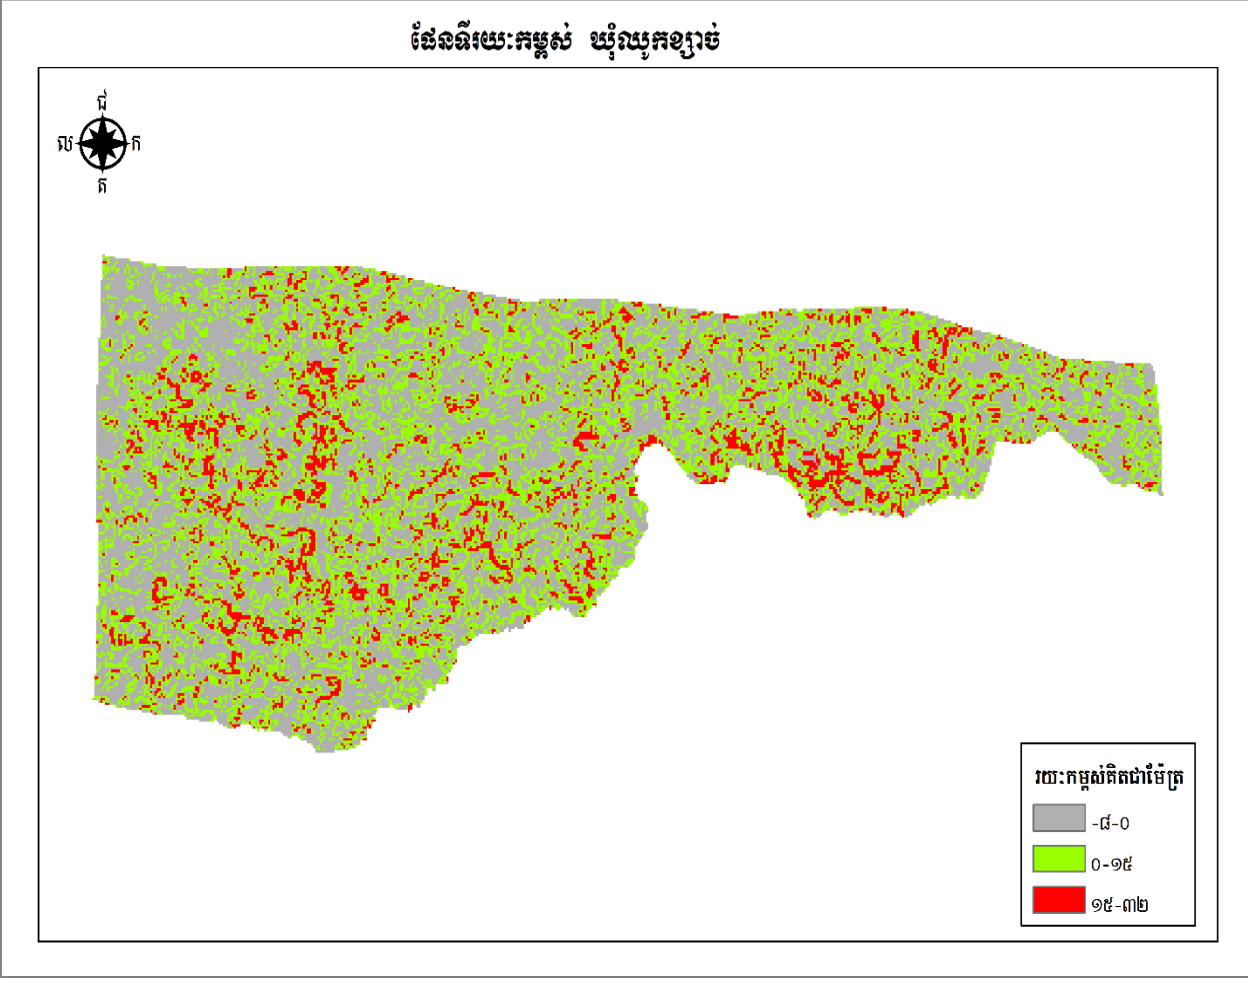 ផែនទីរយៈកម្ពស់ ឃុំឈូកខ្សាច់
ជ
ល
ក
ត
រយៈកម្ពស់គិតជាម៉ែត្រ
-៨-០
០-១៥
១៥-៣២